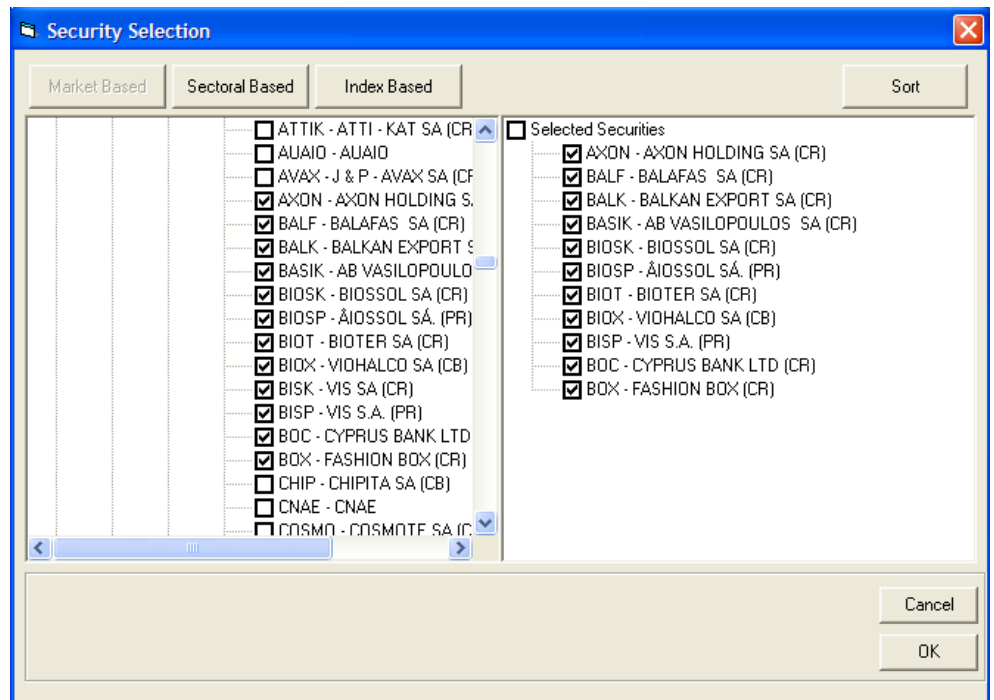 Security Selection
Market Based
Sectoral Based
Index Based
Sort
ATTIK - ATTI - KAT SA (CR
AUAIO - AUAIO
AVAX - J & P - AVAX SA (CF
AXON - AXON HOLDING S.
BALF - BALAFAS  SA (CR)
BALK - BALKAN EXPORT S
BASIK - AB VASILOPOULO
BIOSK - BIOSSOL SA (CR)
BIOSP - ÂIOSSOL SÁ. (PR)
BIOT - BIOTER SA (CR)
BIOX - VIOHALCO SA (CB)
BISK - VIS SA (CR)
BISP - VIS S.A. (PR)
BOC - CYPRUS BANK LTD
BOX - FASHION BOX (CR)
CHIP - CHIPITA SA (CB)
CNAE - CNAE
COSMO - COSMOTE SA (C
Selected Securities
AXON - AXON HOLDING SA (CR)
BALF - BALAFAS  SA (CR)
BALK - BALKAN EXPORT SA (CR)
BASIK - AB VASILOPOULOS  SA (CR)
BIOSK - BIOSSOL SA (CR)
BIOSP - ÂIOSSOL SÁ. (PR)
BIOT - BIOTER SA (CR)
BIOX - VIOHALCO SA (CB)
BISP - VIS S.A. (PR)
BOC - CYPRUS BANK LTD (CR)
BOX - FASHION BOX (CR)
Cancel
OK